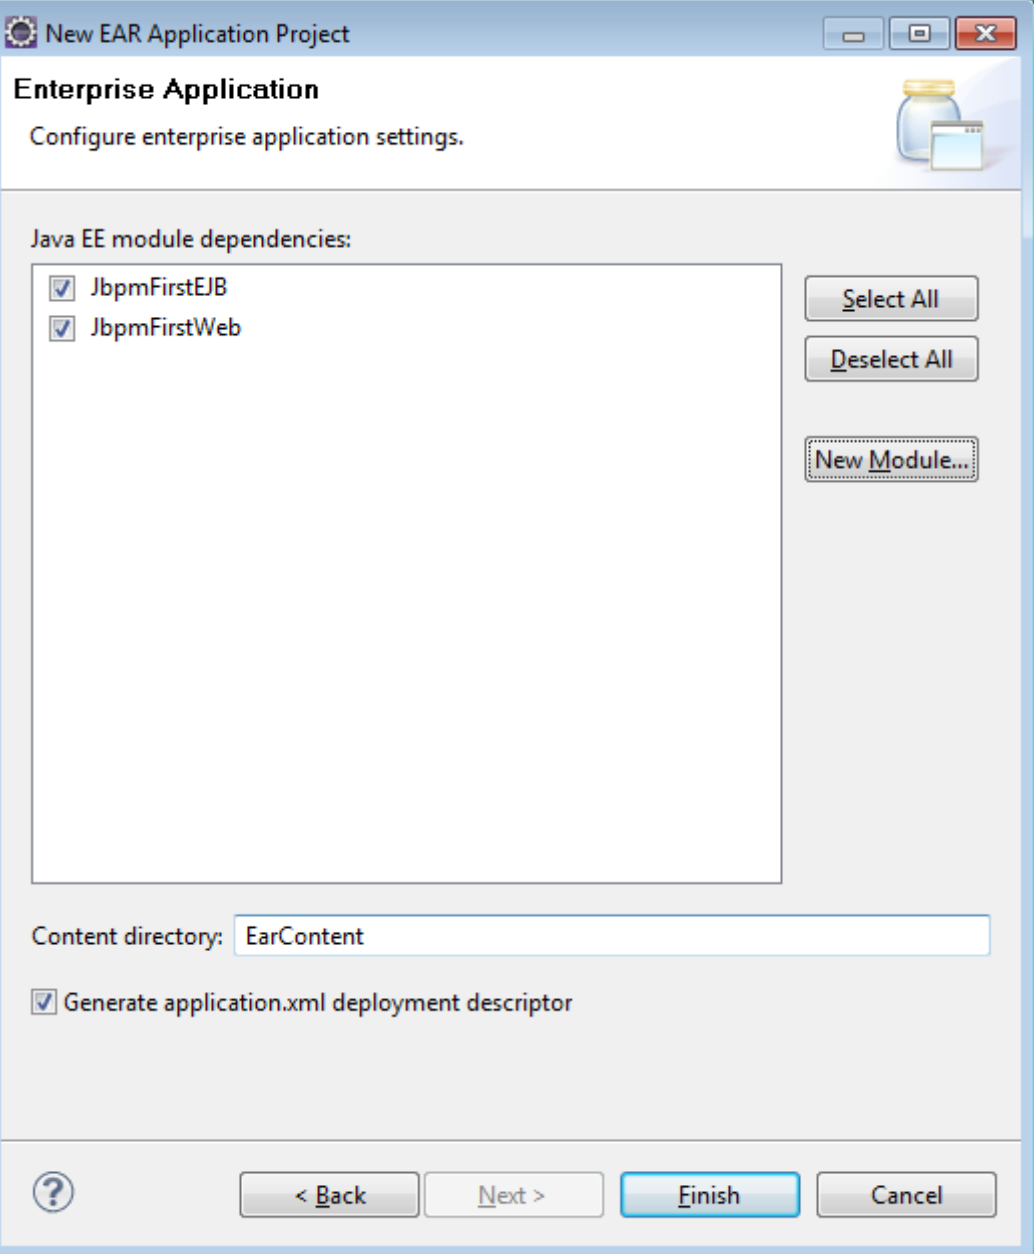 New EAR Application Project
Enterprise Application
Configure enterprise application settings.
Java EE module dependencies:
JbpmFirstEJB
JbpmFirstWeb
Select All
Deselect All
New Module...
Content directory: EarContent
Generate application.xml deployment descriptor
? < Back Next > Finish Cancel